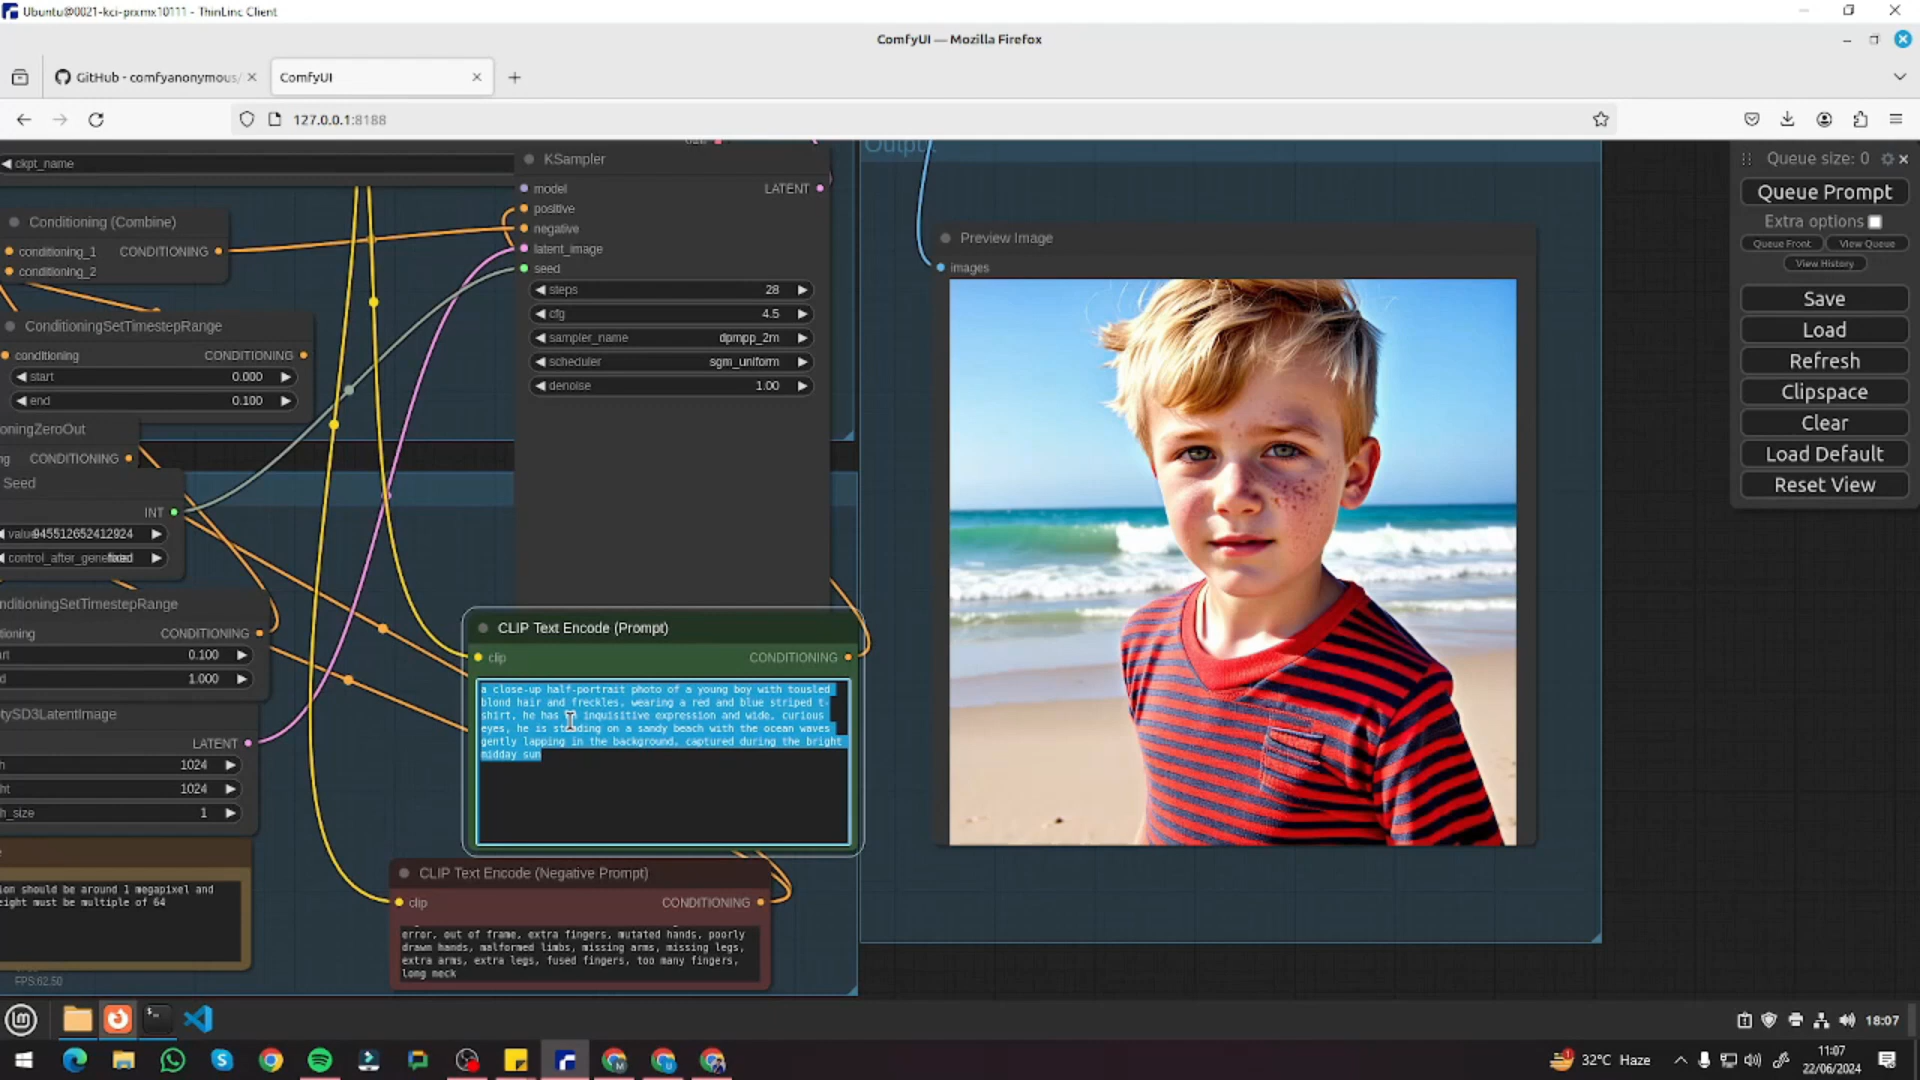 Ubuntu@0021-kci-prxmx10111 - ThinLinc Client
ComfyUI — Mozilla Firefox
GitHub - comfyanonymous/
ComfyUI
127.0.0.1:8188
ckpt_name
Conditioning (Combine)
conditioning_1 CONDITIONING
conditioning_2
ConditioningSetTimestepRange
conditioning CONDITIONING
start 0.000
end 0.100
oningZeroOut
ng CONDITIONING
Seed
INT
945512652412924
nditioningSetTimestepRange
tioning CONDITIONING
rt 0.100
d 1.000
tySD3LatentImage
LATENT
h 1024
ht 1024
h_size 1
e
ion should be around 1 megapixel and
eight must be multiple of 64
FPS:62.50
KSampler
model LATENT
positive
negative
latent_image
seed
steps 28
cfg 4.5
sampler_name dpmpp_2m
scheduler sgm_uniform
denoise 1.00
CLIP Text Encode (Prompt)
clip CONDITIONING
a close-up half-portrait photo of a young boy with tousled
blond hair and freckles, wearing a red and blue striped t-
shirt, he has inquisitive expression and wide, curious
eyes, he is standing on a sandy beach with the ocean waves
gently lapping in the background, captured during the bright
midday sun
CLIP Text Encode (Negative Prompt)
clip CONDITIONING
error, out of frame, extra fingers, mutated hands, poorly
drawn hands, malformed limbs, missing arms, missing legs,
extra arms, extra legs, fused fingers, too many fingers,
long neck
Output
Preview Image
images
Queue size: 0
Queue Prompt
Extra options
Queue Front View Queue
View History
Save
Load
Refresh
Clipspace
Clear
Load Default
Reset View
18:07
32°C Haze
11:07
22/06/2024